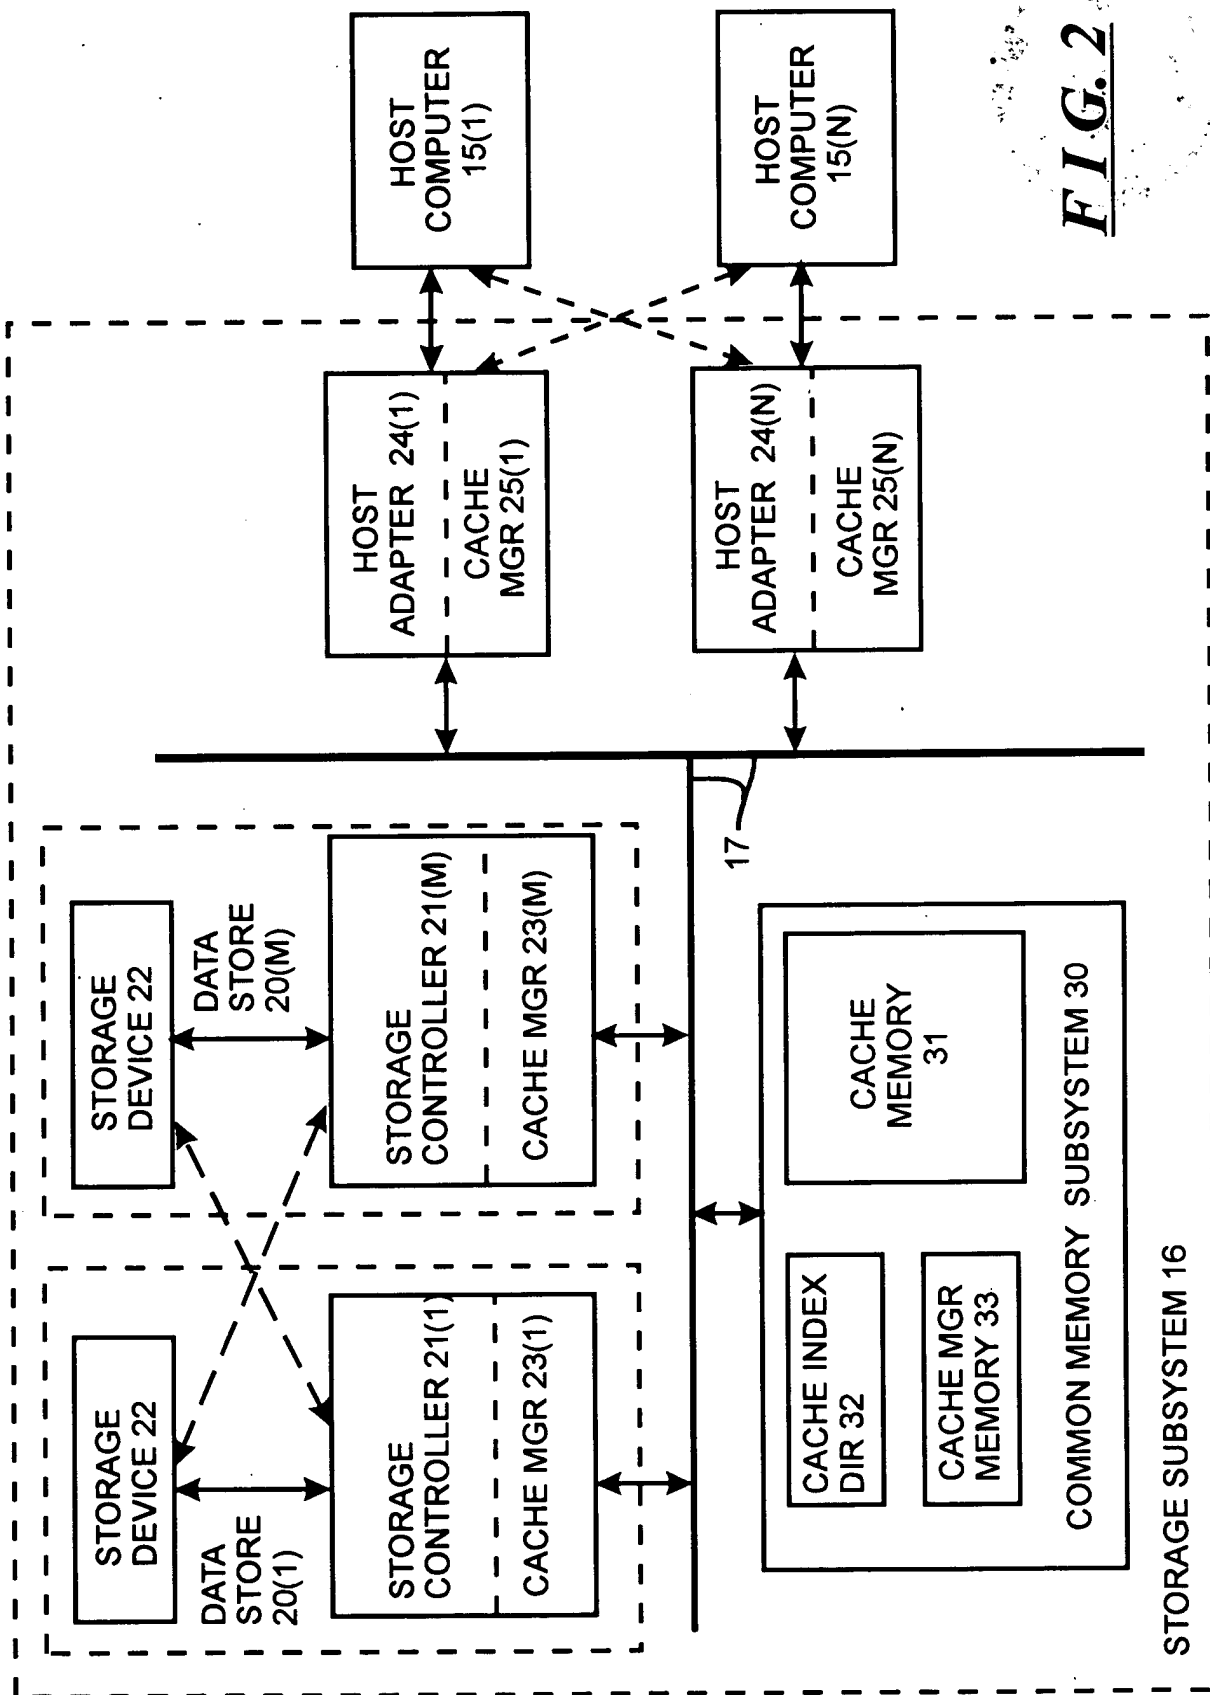 STORAGE
DEVICE 22
DATA
STORE
20(1)
STORAGE
CONTROLLER 21(1)
CACHE MGR 23(1)
STORAGE
DEVICE 22
DATA
STORE
20(M)
STORAGE
CONTROLLER 21(M)
CACHE MGR 23(M)
CACHE INDEX
DIR 32
CACHE MGR
MEMORY 33
CACHE
MEMORY
31
COMMON MEMORY SUBSYSTEM 30
STORAGE SUBSYSTEM 16
17
HOST
ADAPTER 24(1)
CACHE
MGR 25(1)
HOST
ADAPTER 24(N)
CACHE
MGR 25(N)
HOST
COMPUTER
15(1)
HOST
COMPUTER
15(N)
FIG. 2